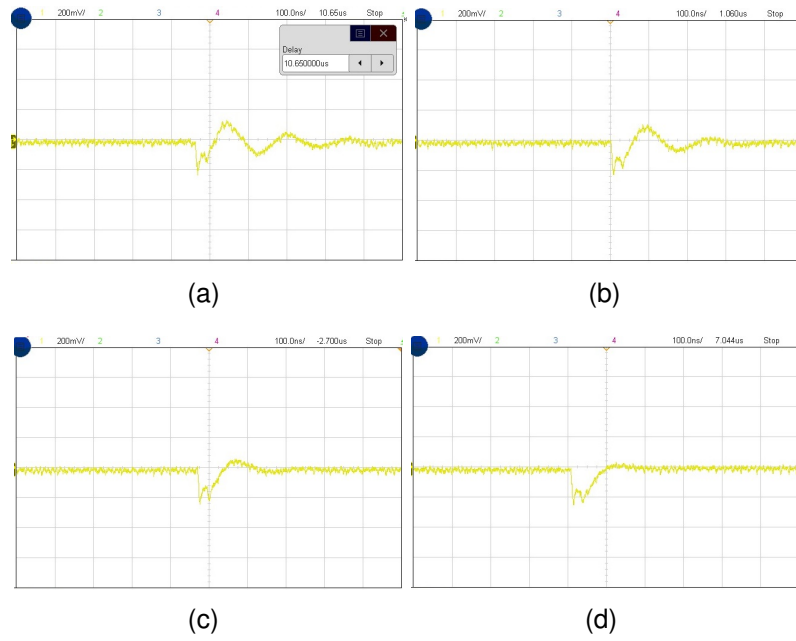 1 200mV/ 2 3 4 100.0ns/ 10.65us Stop
Delay
10.650000us
(a)
1 200mV/ 2 3 4 100.0ns/ 1.060us Stop
(b)
1 200mV/ 2 3 4 100.0ns/ -2.700us Stop
(c)
1 200mV/ 2 3 4 100.0ns/ 7.044us Stop
(d)